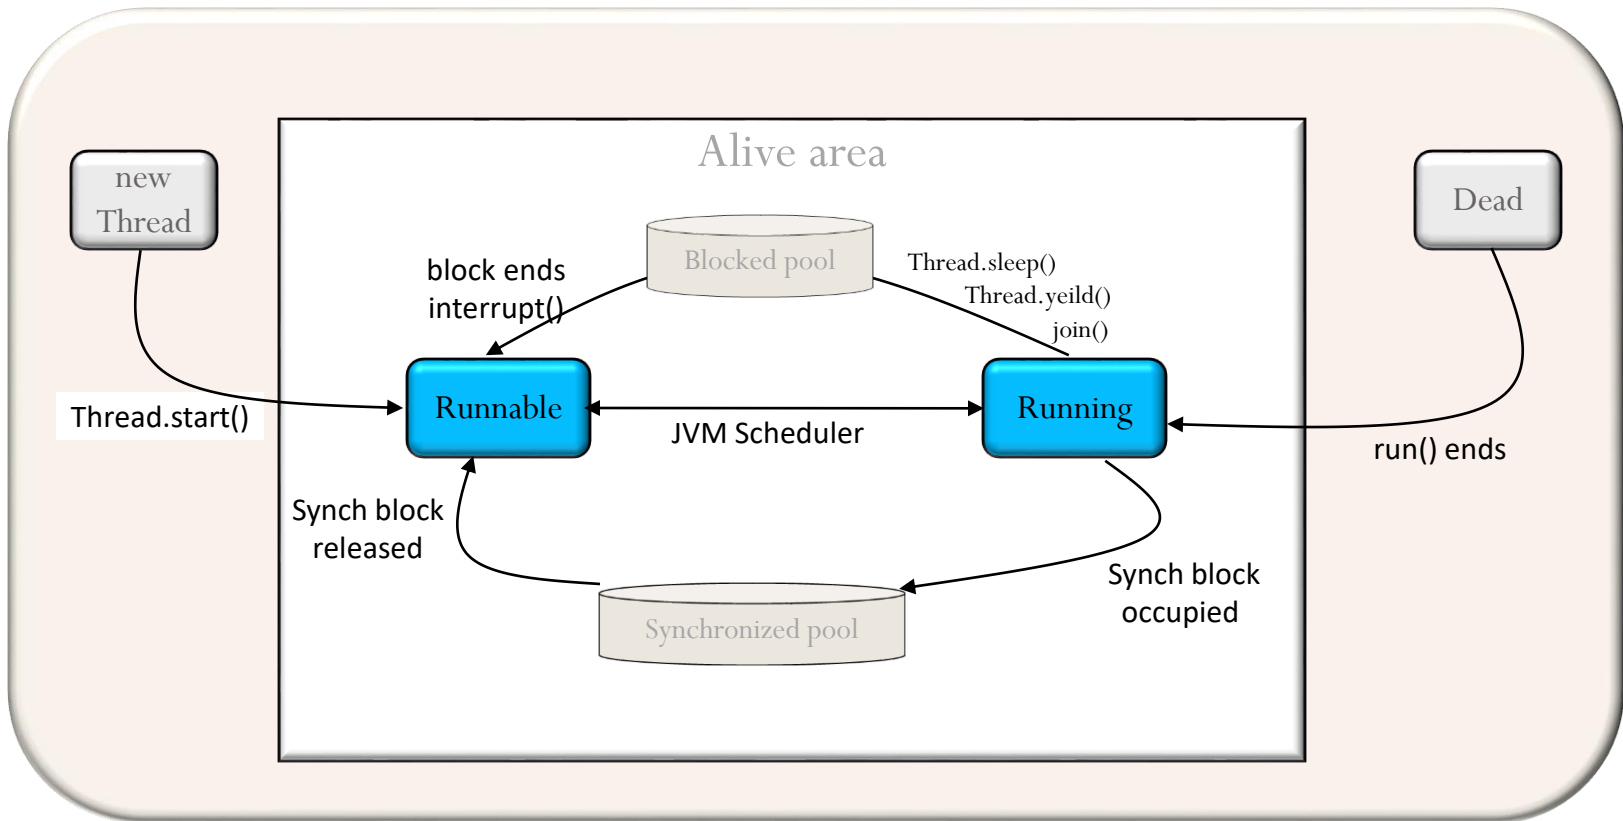 Alive area
new
Thread
Dead
Blocked pool
block ends
interrupt()
Thread.sleep()
Thread.yeild()
join()
Runnable
Running
Thread.start()
JVM Scheduler
run() ends
Synch block
released
Synch block
occupied
Synchronized pool